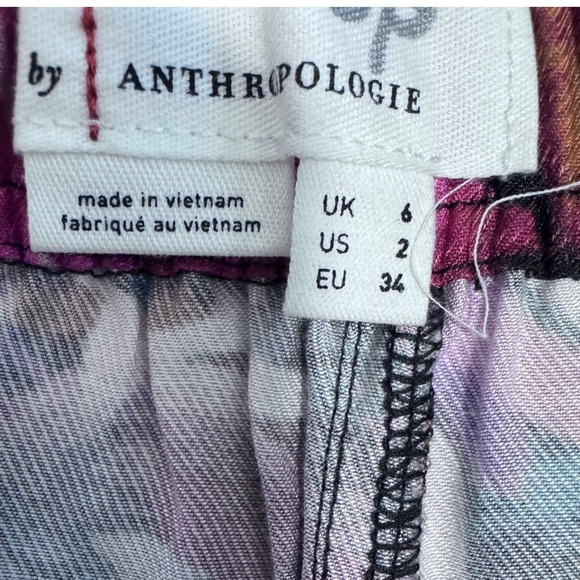 by ANTHROPOLOGIE
made in vietnam
fabriqué au vietnam
UK 6
US 2
EU 34